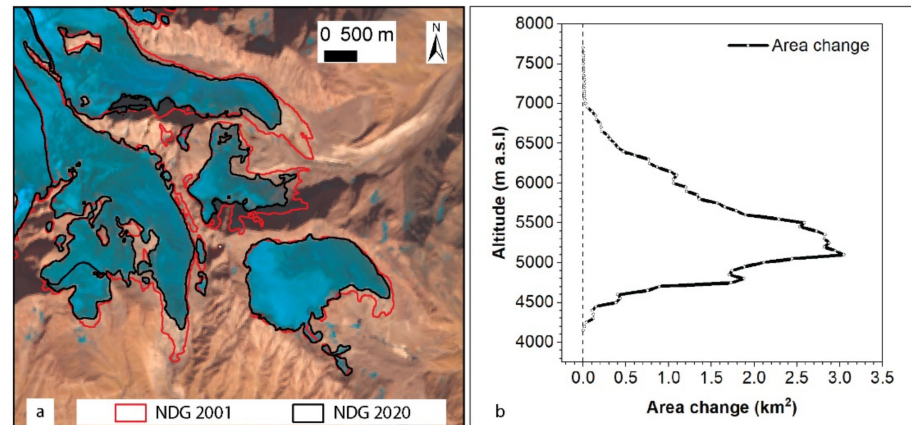 0 500 m
N
a
NDG 2001
NDG 2020
8000
7500
7000
6500
6000
5500
5000
4500
4000
Altitude (m a.s.l)
Area change
0.0 0.5 1.0 1.5 2.0 2.5 3.0 3.5
Area change (km²)
b